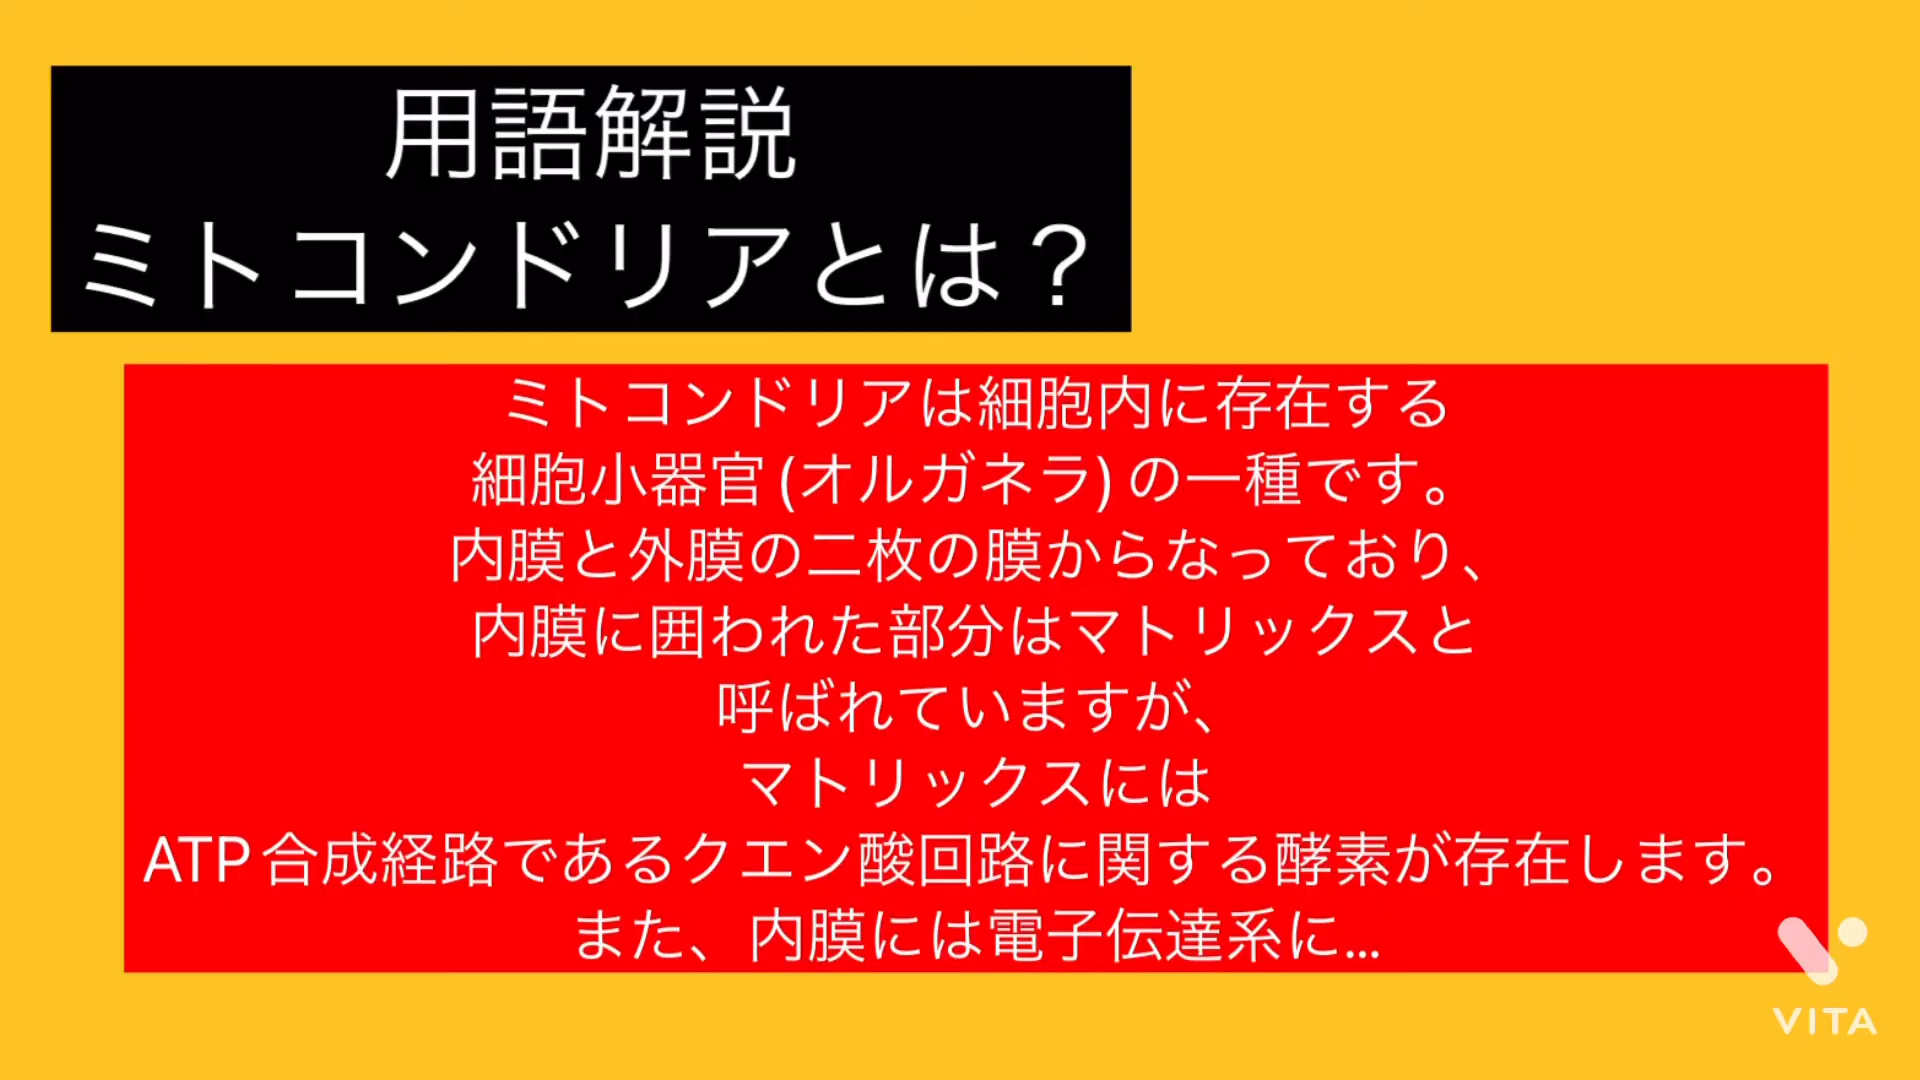 用語解説
ミトコンドリアとは？
ミトコンドリアは細胞内に存在する
細胞小器官(オルガネラ)の一種です。
内膜と外膜の二枚の膜からなっており、
内膜に囲われた部分はマトリックスと
呼ばれていますが、
マトリックスには
ATP合成経路であるクエン酸回路に関する酵素が存在します。
また、内膜には電子伝達系に...
VITA